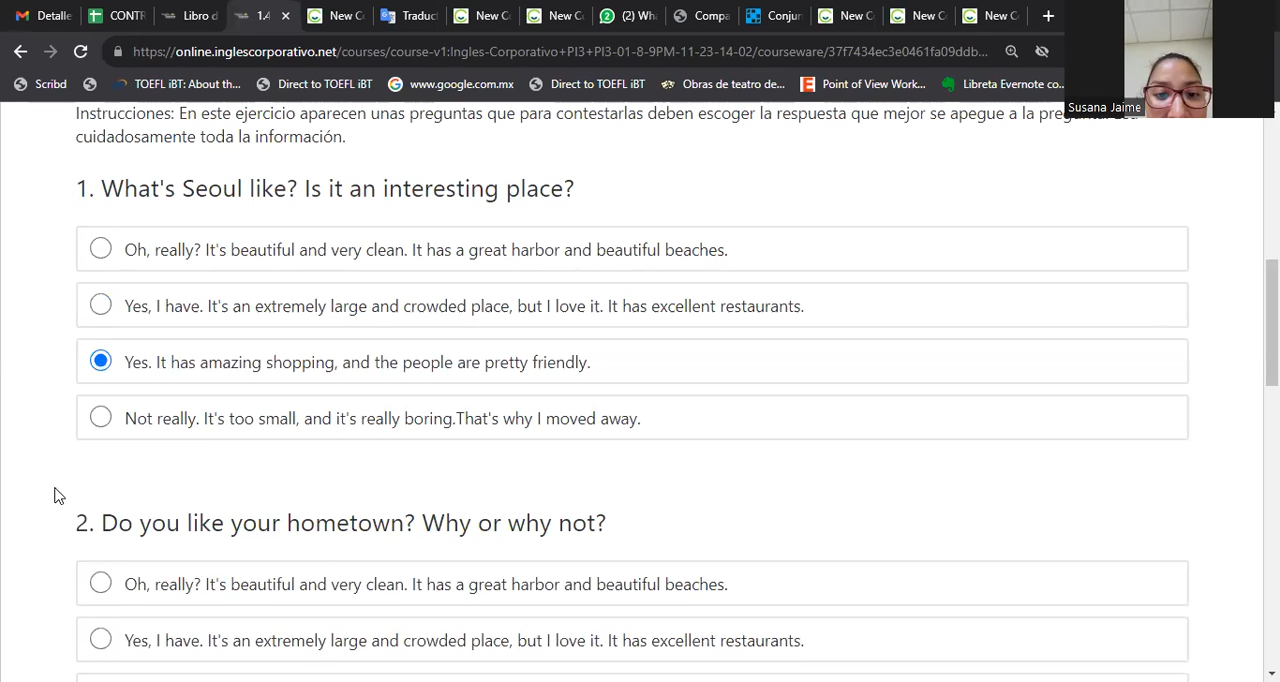 Detalle
CONTR
Libro d
1.4
New C
Traduc
New C
New C
(2) Wha
Compa
Conjun
New C
New C
New C
https://online.inglescorporativo.net/courses/course-v1:Ingles-Corporativo+PI3+PI3-01-8-9PM-11-23-14-02/courseware/37f7434ec3e0461fa09ddb...
Scribd
TOEFL iBT: About th...
Direct to TOEFL iBT
www.google.com.mx
Direct to TOEFL iBT
Obras de teatro de...
Point of View Work...
Libreta Evernote co...
Susana Jaime
Instrucciones: En este ejercicio aparecen unas preguntas que para contestarlas deben escoger la respuesta que mejor se apegue a la
cuidadosamente toda la información.
1. What's Seoul like? Is it an interesting place?
Oh, really? It's beautiful and very clean. It has a great harbor and beautiful beaches.
Yes, I have. It's an extremely large and crowded place, but I love it. It has excellent restaurants.
Yes. It has amazing shopping, and the people are pretty friendly.
Not really. It's too small, and it's really boring.That's why I moved away.
2. Do you like your hometown? Why or why not?
Oh, really? It's beautiful and very clean. It has a great harbor and beautiful beaches.
Yes, I have. It's an extremely large and crowded place, but I love it. It has excellent restaurants.